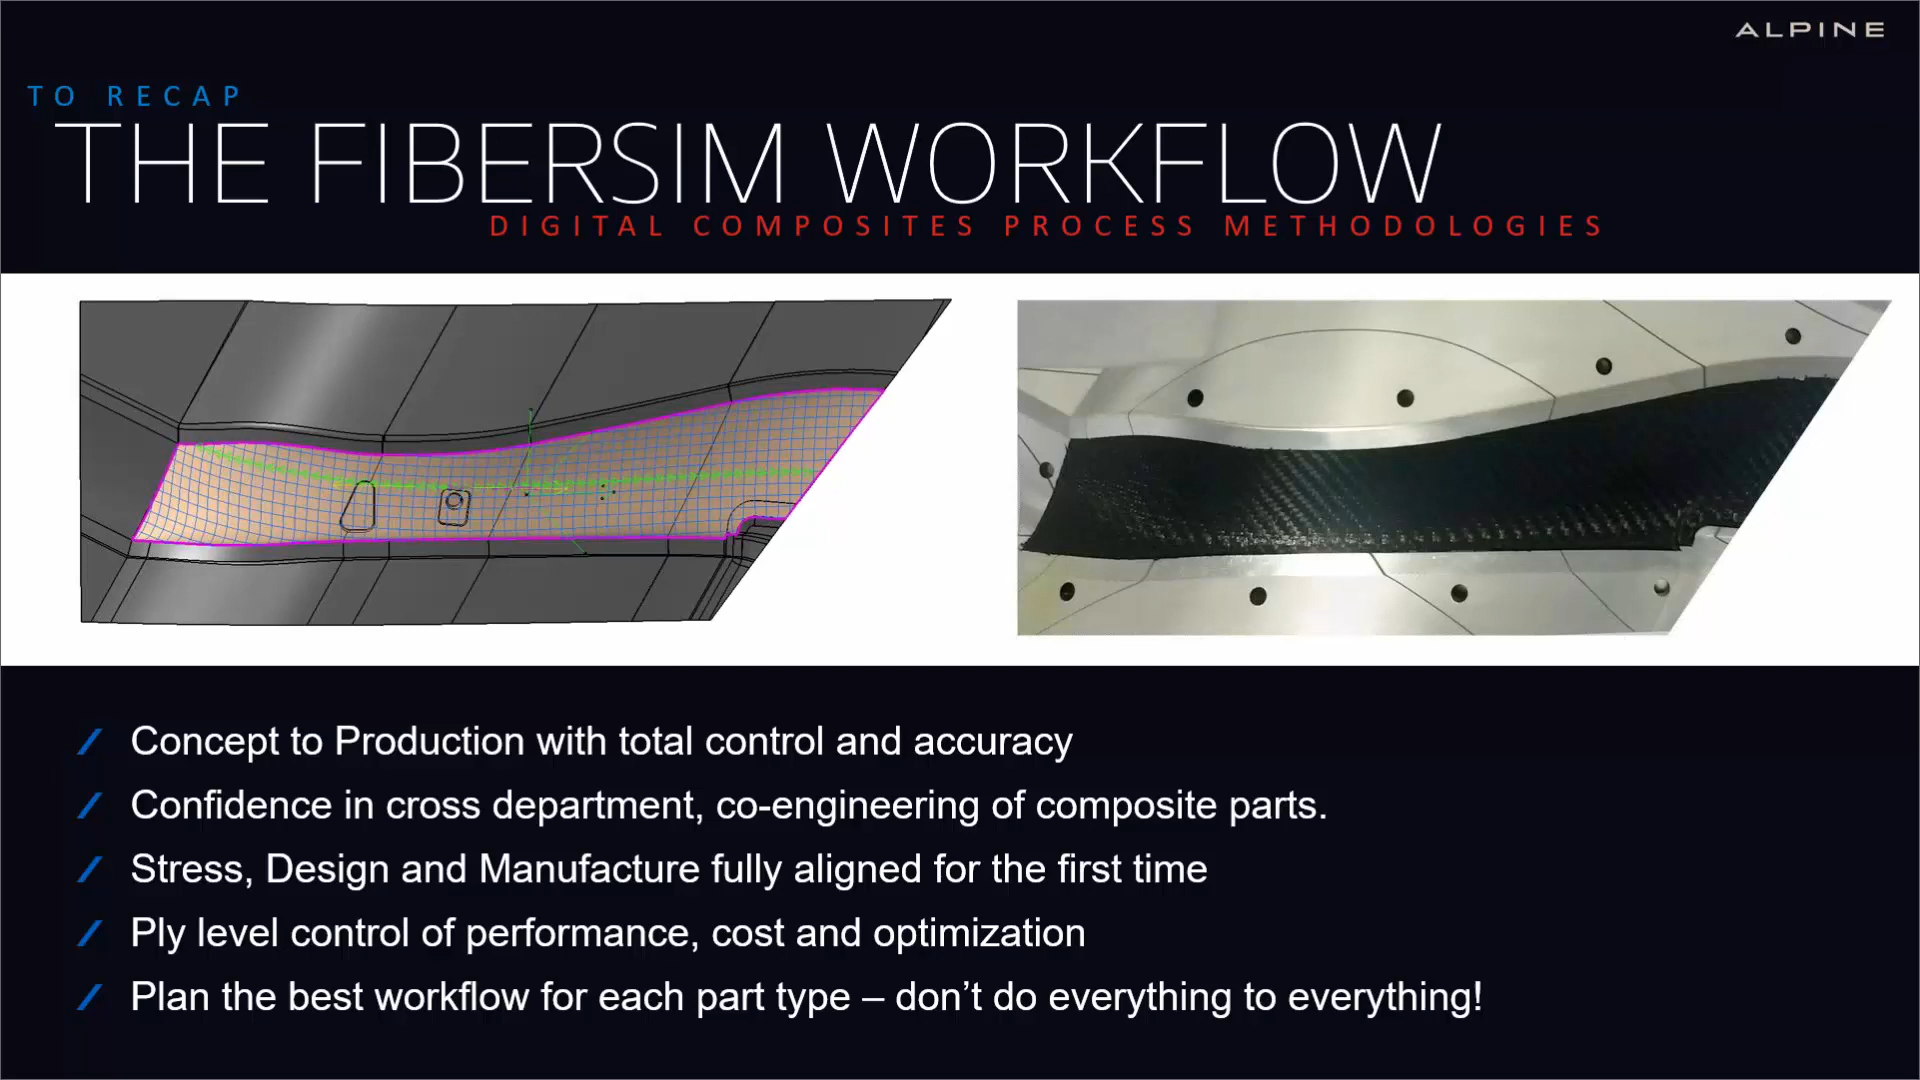 ALPINE
TO RECAP
THE FIBERSIM WORKFLOW
DIGITAL COMPOSITES PROCESS METHODOLOGIES
Concept to Production with total control and accuracy
Confidence in cross department, co-engineering of composite parts.
Stress, Design and Manufacture fully aligned for the first time
Ply level control of performance, cost and optimization
Plan the best workflow for each part type – don’t do everything to everything!